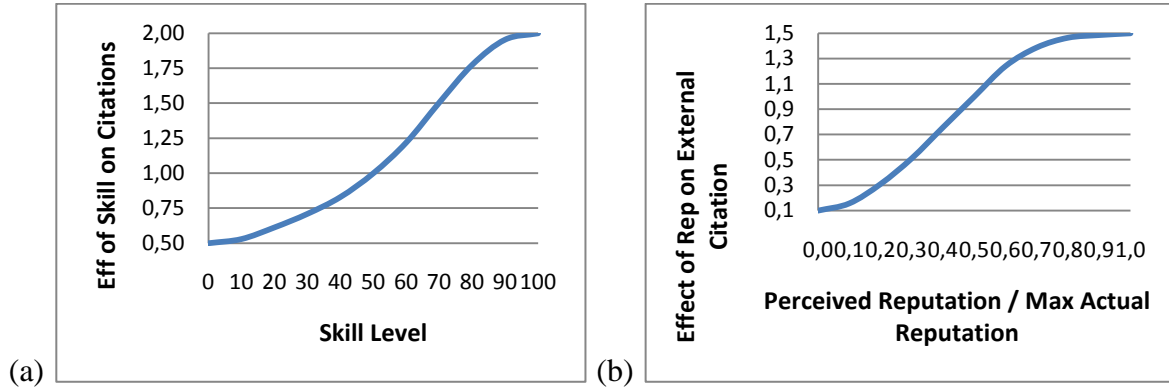 2,00
1,75
1,50
1,25
1,00
0,75
0,50
Eff of Skill on Citations
0 10 20 30 40 50 60 70 80 90 100
Skill Level
(a)
1,5
1,3
1,1
0,9
0,7
0,5
0,3
0,1
Effect of Rep on External
Citation
0,00,10,20,30,40,50,60,70,80,91,0
Perceived Reputation / Max Actual
Reputation
(b)